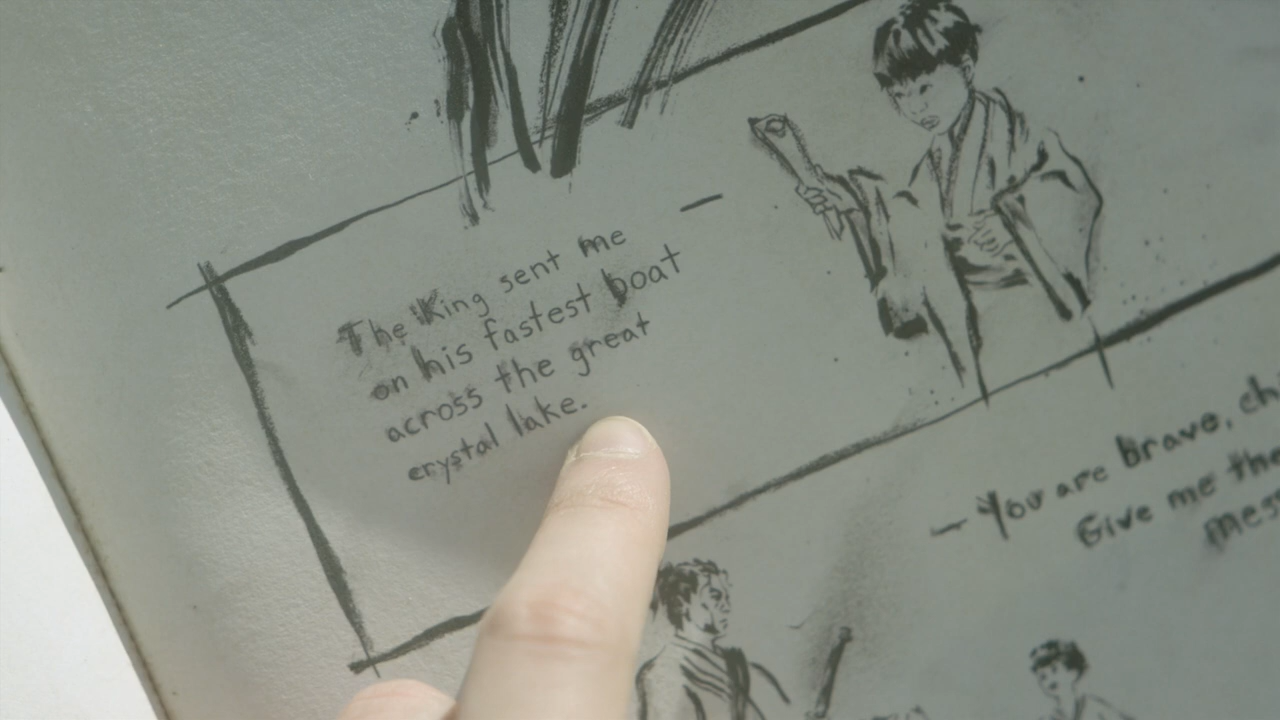 The King sent me —
on his fastest boat
across the great
crystal lake.
— You are brave,
Give me the